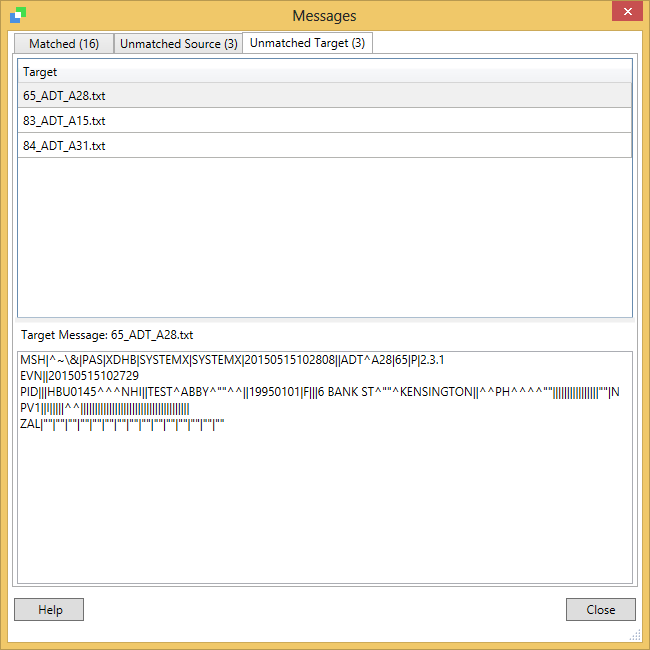 Messages
Matched (16)
Unmatched Source (3)
Unmatched Target (3)
Target
65_ADT_A28.txt
83_ADT_A15.txt
84_ADT_A31.txt
Target Message: 65_ADT_A28.txt
MSH|^~\&|PAS|XDHB|SYSTEMX|SYSTEMX|20150515102808||ADT^A28|65|P|2.3.1
EVN||20150515102729
PID|||HBU0145^^^NHI||TEST^ABBY^""^^||19950101|F|||6 BANK ST^""^KENSINGTON||^^PH^^^^""||||||||||||||||""|N
PV1||I|||||^^|||||||||||||||||||||||||||||||||||||
ZAL|""|""|""|""|""|""|""|""|""|""|""|""|""|""|""
Help
Close